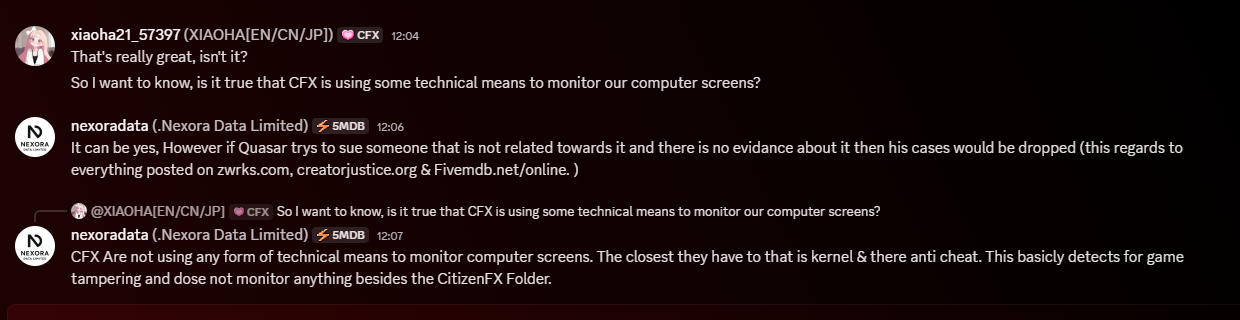 xiaoha21_57397 (XIAOHA[EN/CN/JP]) CFX 12:04
That's really great, isn't it?
So I want to know, is it true that CFX is using some technical means to monitor our computer screens?
nexoradata (.Nexora Data Limited) 5MDB 12:06
It can be yes, However if Quasar trys to sue someone that is not related towards it and there is no evidance about it then his cases would be dropped (this regards to
everything posted on zwrks.com, creatorjustice.org & Fivemdb.net/online. )
@XIAOHA[EN/CN/JP] CFX So I want to know, is it true that CFX is using some technical means to monitor our computer screens?
nexoradata (.Nexora Data Limited) 5MDB 12:07
CFX Are not using any form of technical means to monitor computer screens. The closest they have to that is kernel & there anti cheat. This basicly detects for game
tampering and dose not monitor anything besides the CitizenFX Folder.
NEXORA
DATA LIMITED
NEXORA
DATA LIMITED